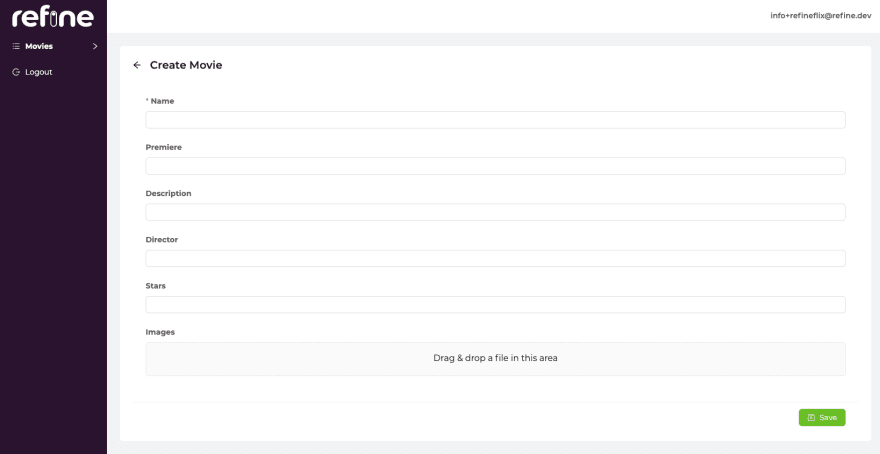 refine
info+refineflix@refine.dev
Movies
Logout
Create Movie
* Name
Premiere
Description
Director
Stars
Images
Drag & drop a file in this area
Save